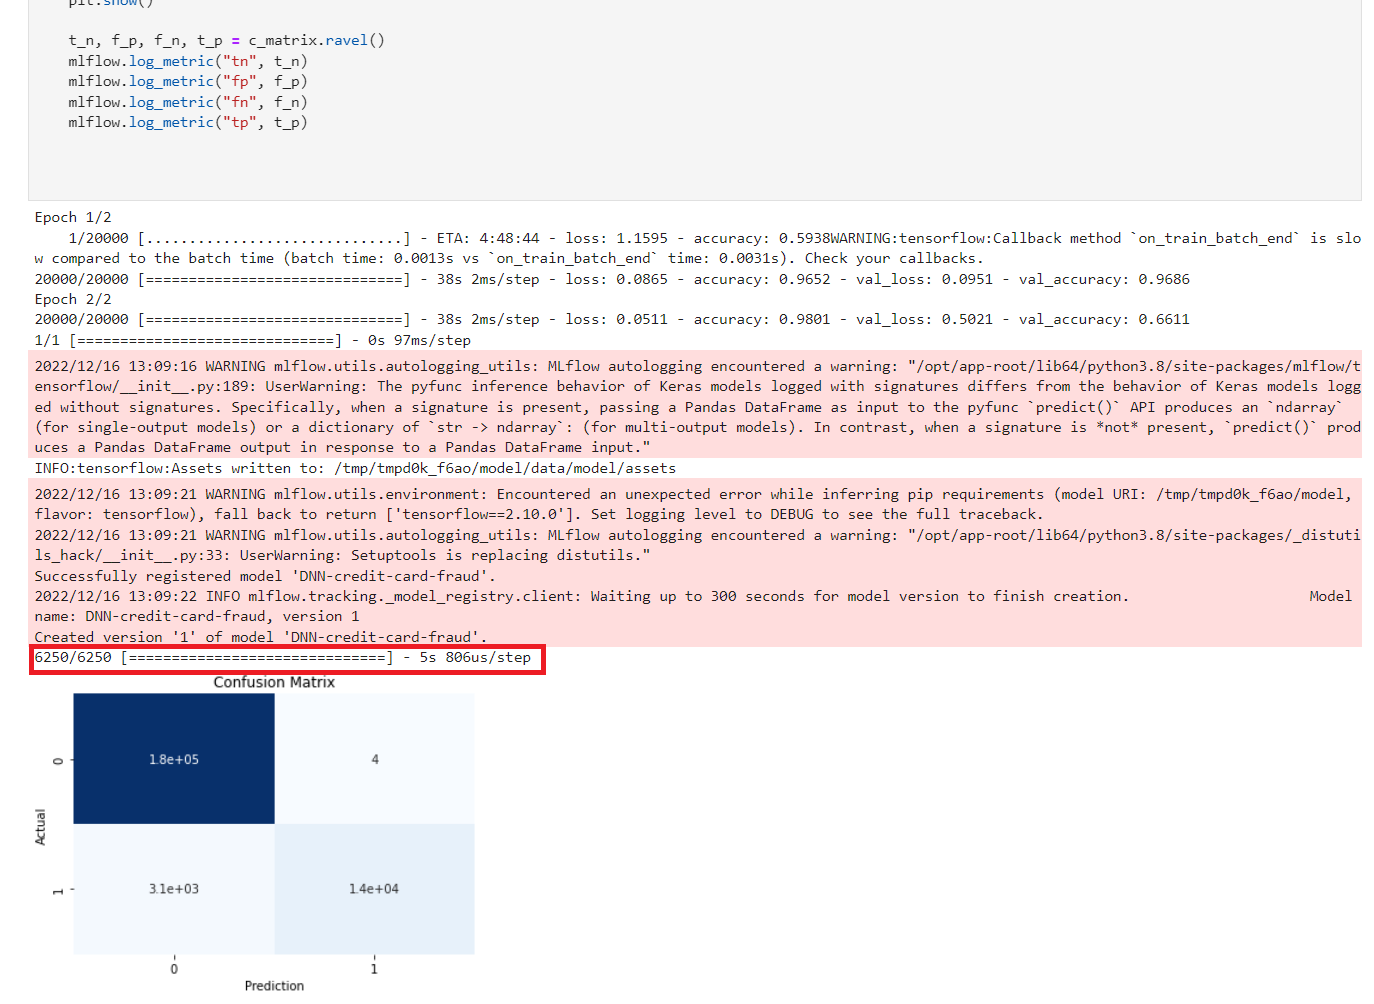 plt.show()
t_n, f_p, f_n, t_p = c_matrix.ravel()
mlflow.log_metric("tn", t_n)
mlflow.log_metric("fp", f_p)
mlflow.log_metric("fn", f_n)
mlflow.log_metric("tp", t_p)
Epoch 1/2
1/20000 [..............................] - ETA: 4:48:44 - loss: 1.1595 - accuracy: 0.5938WARNING:tensorflow:Callback method `on_train_batch_end` is slo
w compared to the batch time (batch time: 0.0013s vs `on_train_batch_end` time: 0.0031s). Check your callbacks.
20000/20000 [==============================] - 38s 2ms/step - loss: 0.0865 - accuracy: 0.9652 - val_loss: 0.0951 - val_accuracy: 0.9686
Epoch 2/2
20000/20000 [==============================] - 38s 2ms/step - loss: 0.0511 - accuracy: 0.9801 - val_loss: 0.5021 - val_accuracy: 0.6611
1/1 [==============================] - 0s 97ms/step
2022/12/16 13:09:16 WARNING mlflow.utils.autologging_utils: MLflow autologging encountered a warning: "/opt/app-root/lib64/python3.8/site-packages/mlflow/t
ensorflow/__init__.py:189: UserWarning: The pyfunc inference behavior of Keras models logged with signatures differs from the behavior of Keras models logg
ed without signatures. Specifically, when a signature is present, passing a Pandas DataFrame as input to the pyfunc `predict()` API produces an `ndarray`
(for single-output models) or a dictionary of `str -> ndarray`: (for multi-output models). In contrast, when a signature is *not* present, `predict()` prod
uces a Pandas DataFrame output in response to a Pandas DataFrame input."
INFO:tensorflow:Assets written to: /tmp/tmpd0k_f6ao/model/data/model/assets
2022/12/16 13:09:21 WARNING mlflow.utils.environment: Encountered an unexpected error while inferring pip requirements (model URI: /tmp/tmpd0k_f6ao/model,
flavor: tensorflow), fall back to return ['tensorflow==2.10.0']. Set logging level to DEBUG to see the full traceback.
2022/12/16 13:09:21 WARNING mlflow.utils.autologging_utils: MLflow autologging encountered a warning: "/opt/app-root/lib64/python3.8/site-packages/_distuti
ls_hack/__init__.py:33: UserWarning: Setuptools is replacing distutils."
Successfully registered model 'DNN-credit-card-fraud'.
2022/12/16 13:09:22 INFO mlflow.tracking._model_registry.client: Waiting up to 300 seconds for model version to finish creation. Model
name: DNN-credit-card-fraud, version 1
Created version '1' of model 'DNN-credit-card-fraud'.
6250/6250 [==============================] - 5s 806us/step
Confusion Matrix
1.8e+05 4
0
Actual
3.1e+03 1.4e+04
1
0 1
Prediction